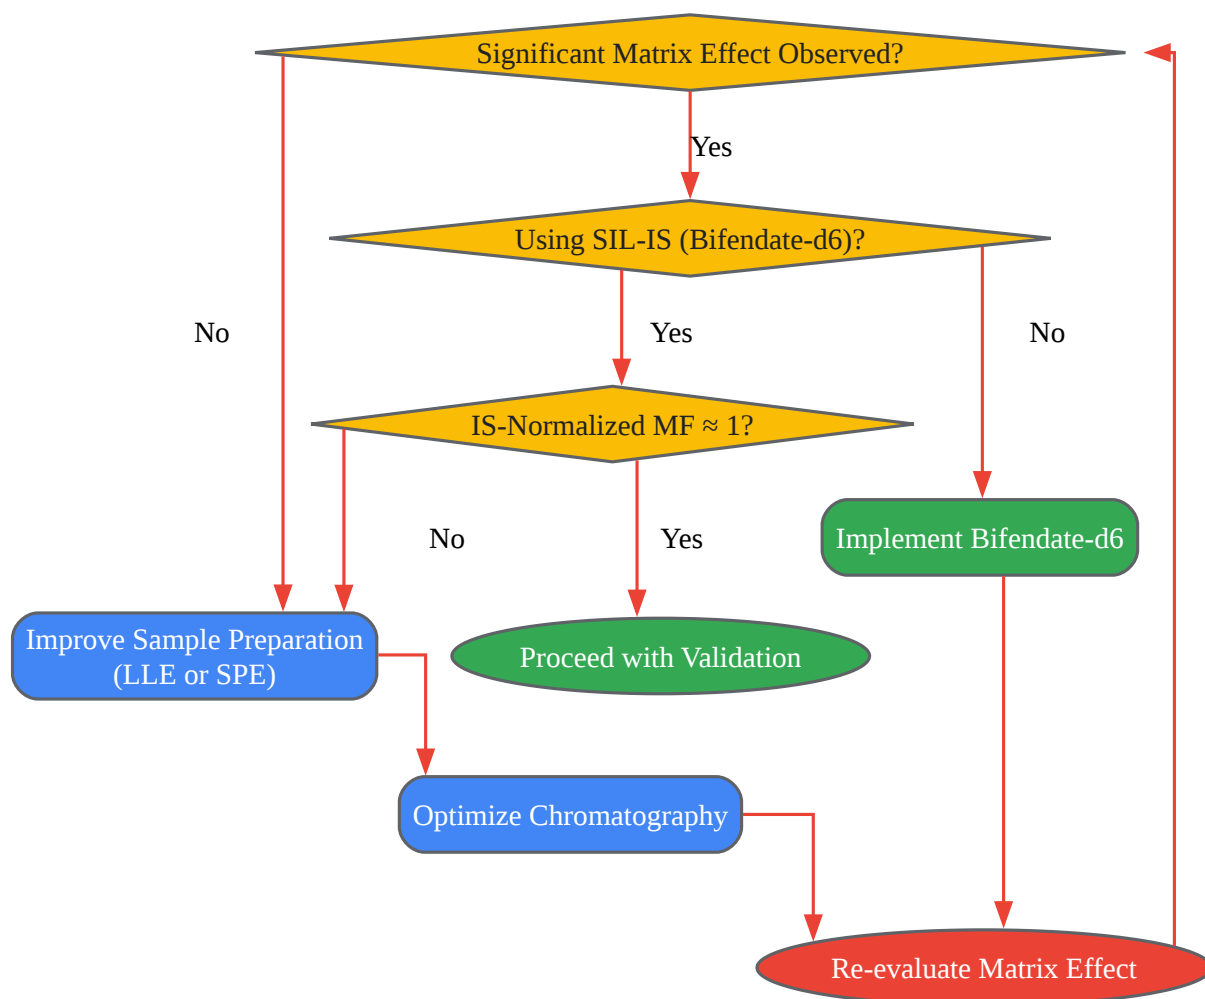 Significant Matrix Effect Observed?
Yes
Using SIL-IS (Bifendate-d6)?
No
Yes
No
IS-Normalized MF ≈ 1?
No
Yes
Implement Bifendate-d6
Improve Sample Preparation
(LLE or SPE)
Proceed with Validation
Optimize Chromatography
Re-evaluate Matrix Effect